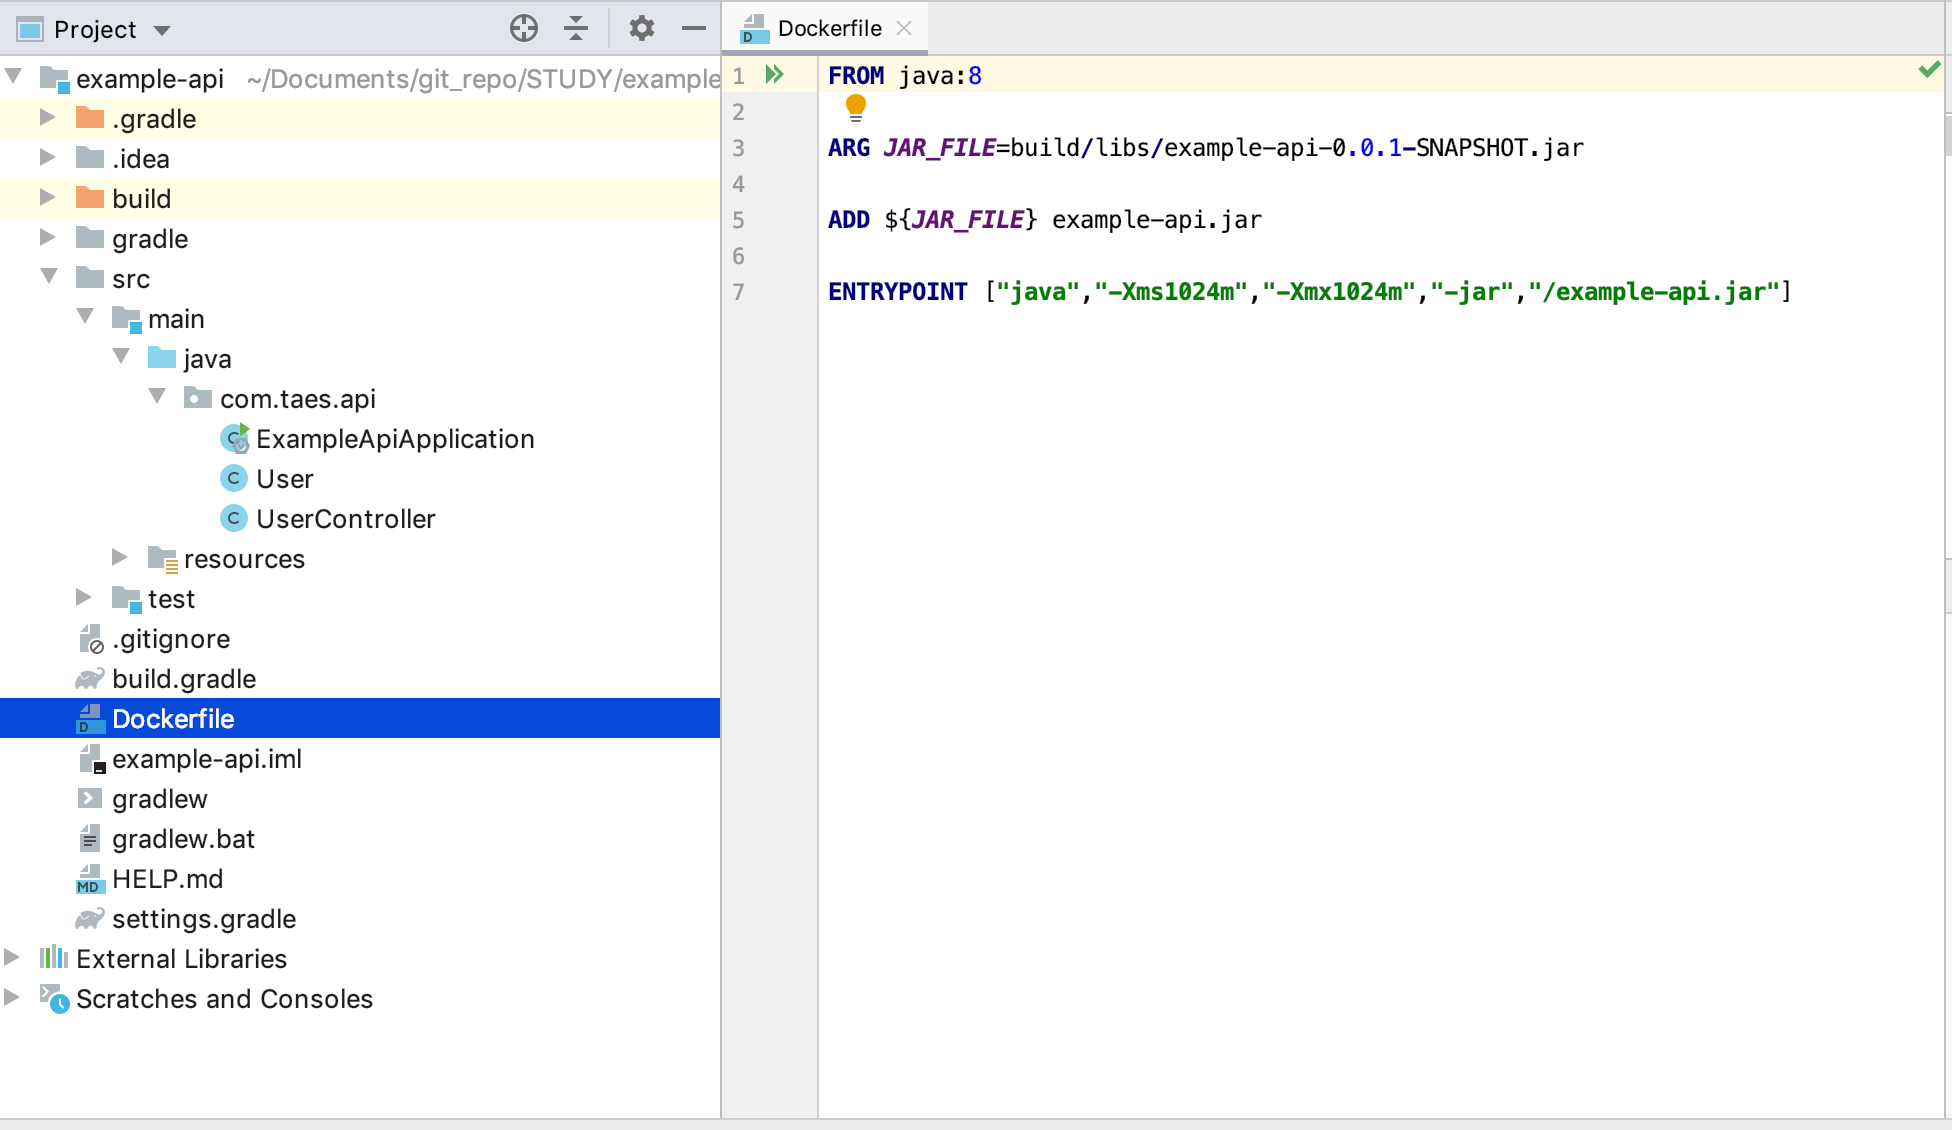 Project
example-api ~/Documents/git_repo/STUDY/example
.gradle
.idea
build
gradle
src
main
java
com.taes.api
C ExampleApiApplication
C User
C UserController
resources
test
.gitignore
build.gradle
D Dockerfile
example-api.iml
gradlew
gradlew.bat
MD HELP.md
settings.gradle
External Libraries
Scratches and Consoles
D Dockerfile
1 FROM java:8
2
3 ARG JAR_FILE=build/libs/example-api-0.0.1-SNAPSHOT.jar
4
5 ADD ${JAR_FILE} example-api.jar
6
7 ENTRYPOINT ["java","-Xms1024m","-Xmx1024m","-jar","/example-api.jar"]